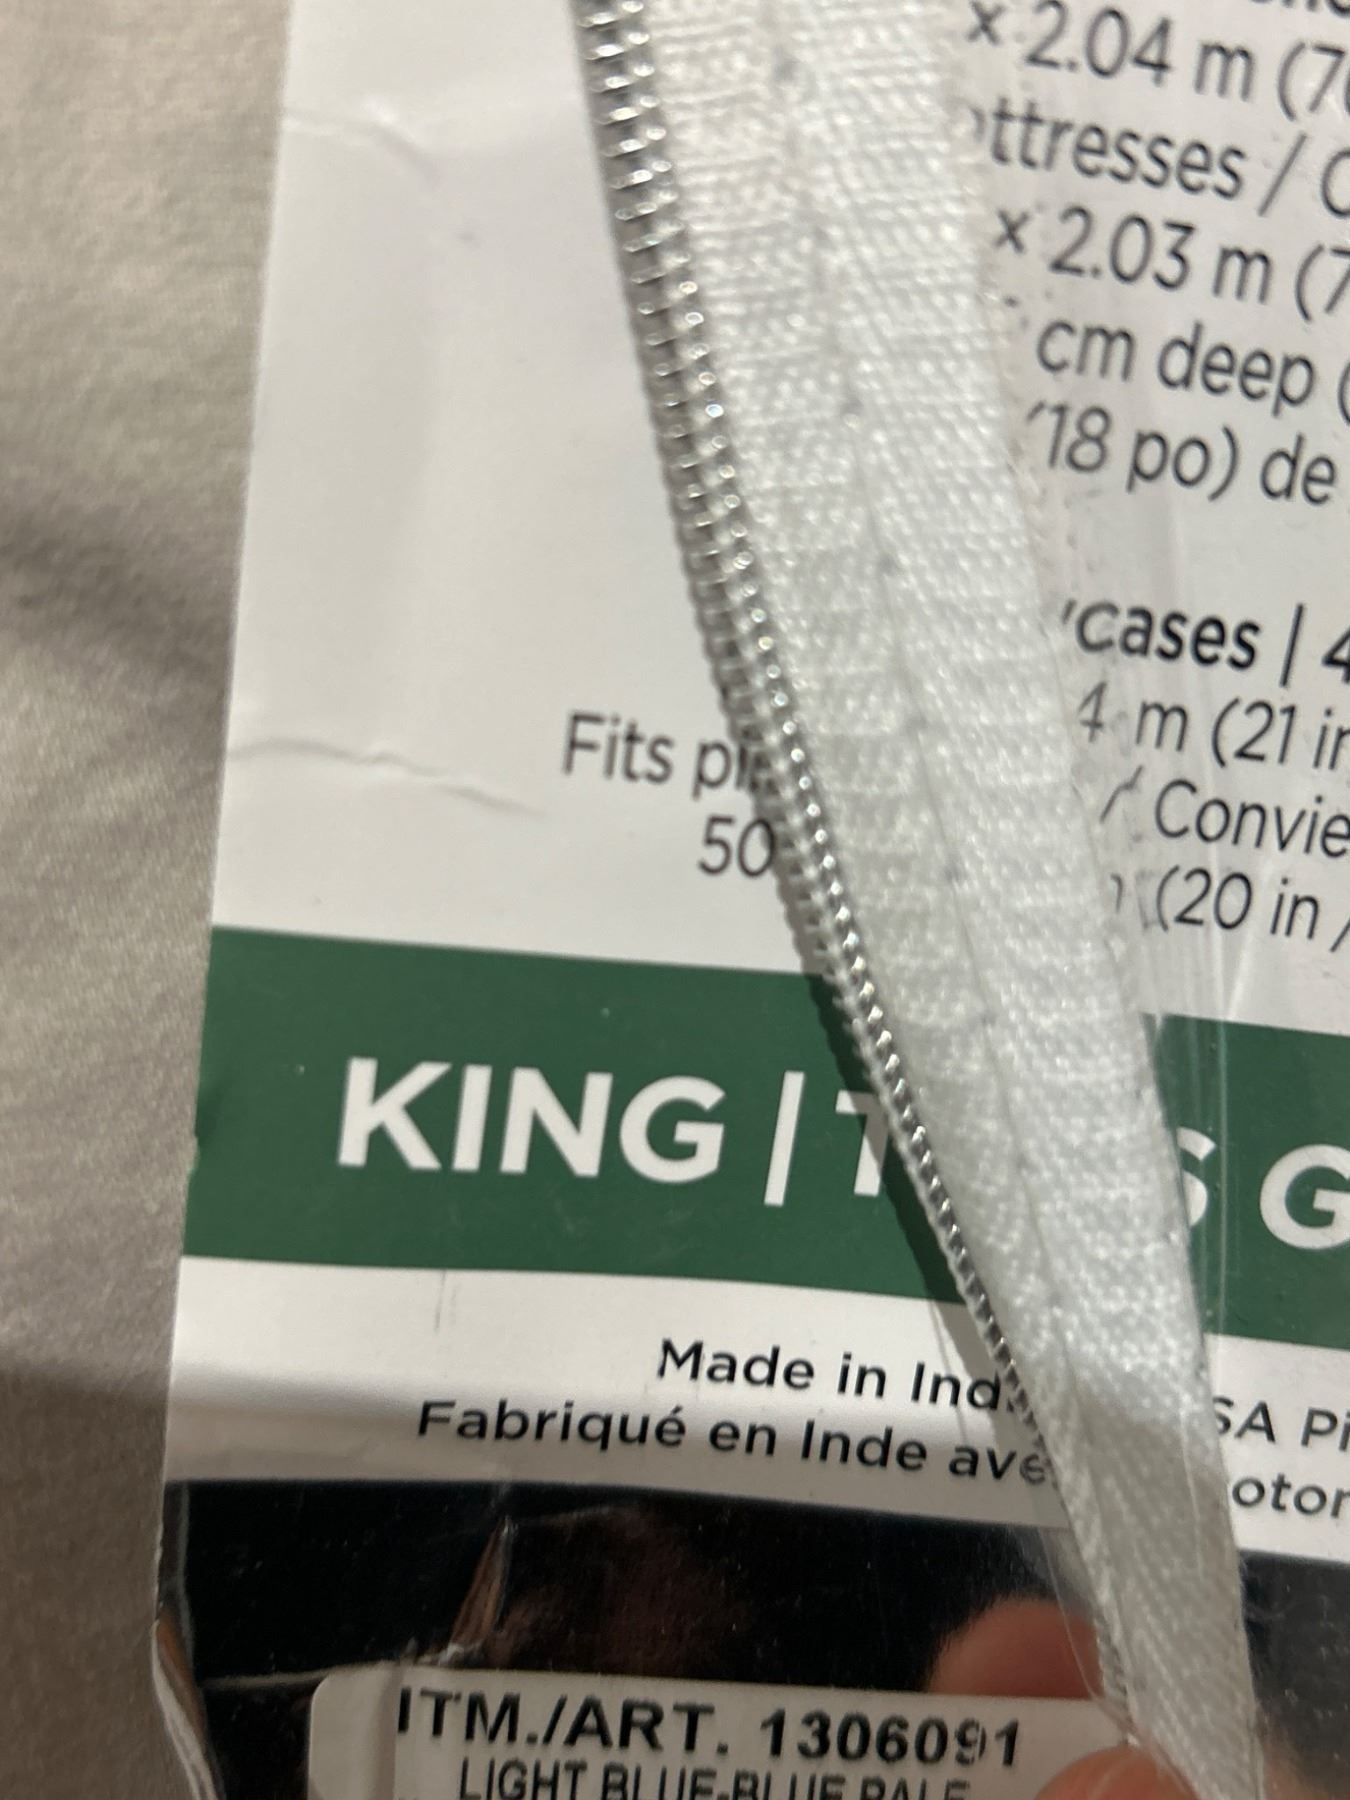 x 2.04 m (7
ttresses /
x 2.03 m (7
cm deep (
18 po) de
cases | 4
4 m (21 in
Fits
/ Convie
50
(20 in /
KING | T S G
Made in Ind SA Pi
Fabriqué en Inde ave oton
ITM./ART. 1306091
LIGHT BLUE-BLUE PALE